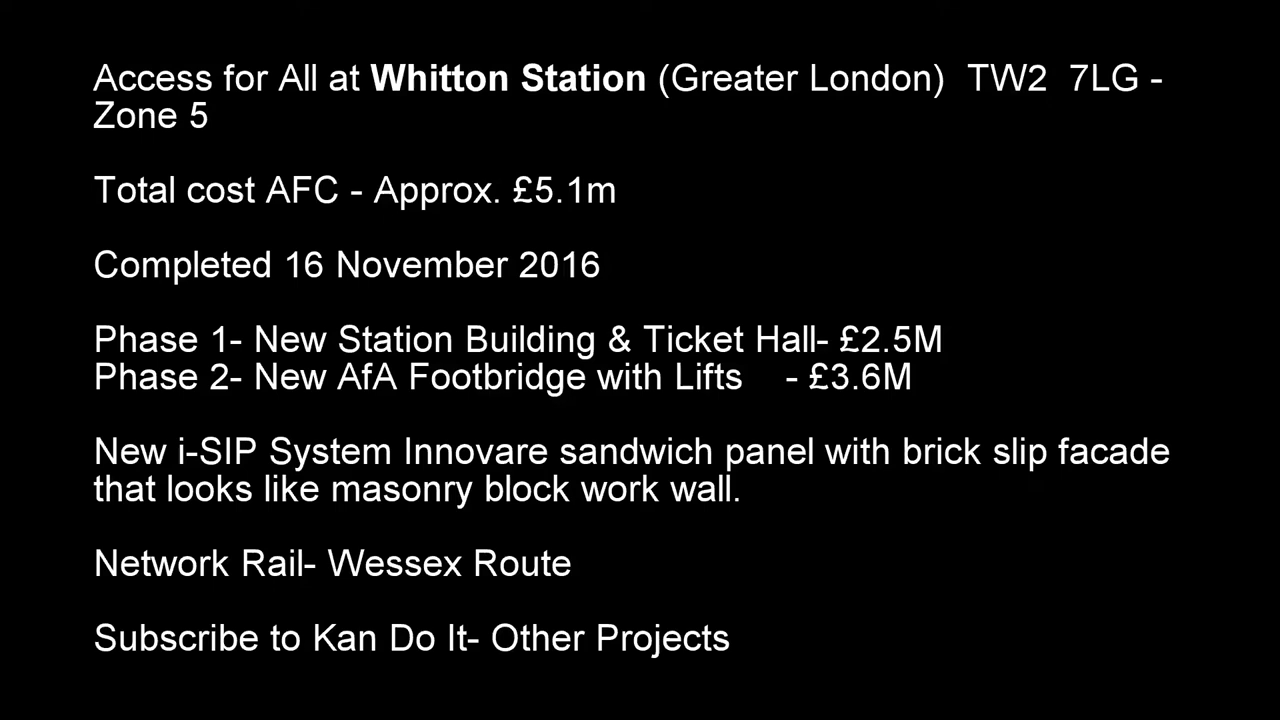 Access for All at Whitton Station (Greater London)  TW2  7LG -
Zone 5
Total cost AFC - Approx. £5.1m
Completed 16 November 2016
Phase 1- New Station Building & Ticket Hall- £2.5M
Phase 2- New AfA Footbridge with Lifts    - £3.6M
New i-SIP System Innovare sandwich panel with brick slip facade
that looks like masonry block work wall.
Network Rail- Wessex Route
Subscribe to Kan Do It- Other Projects